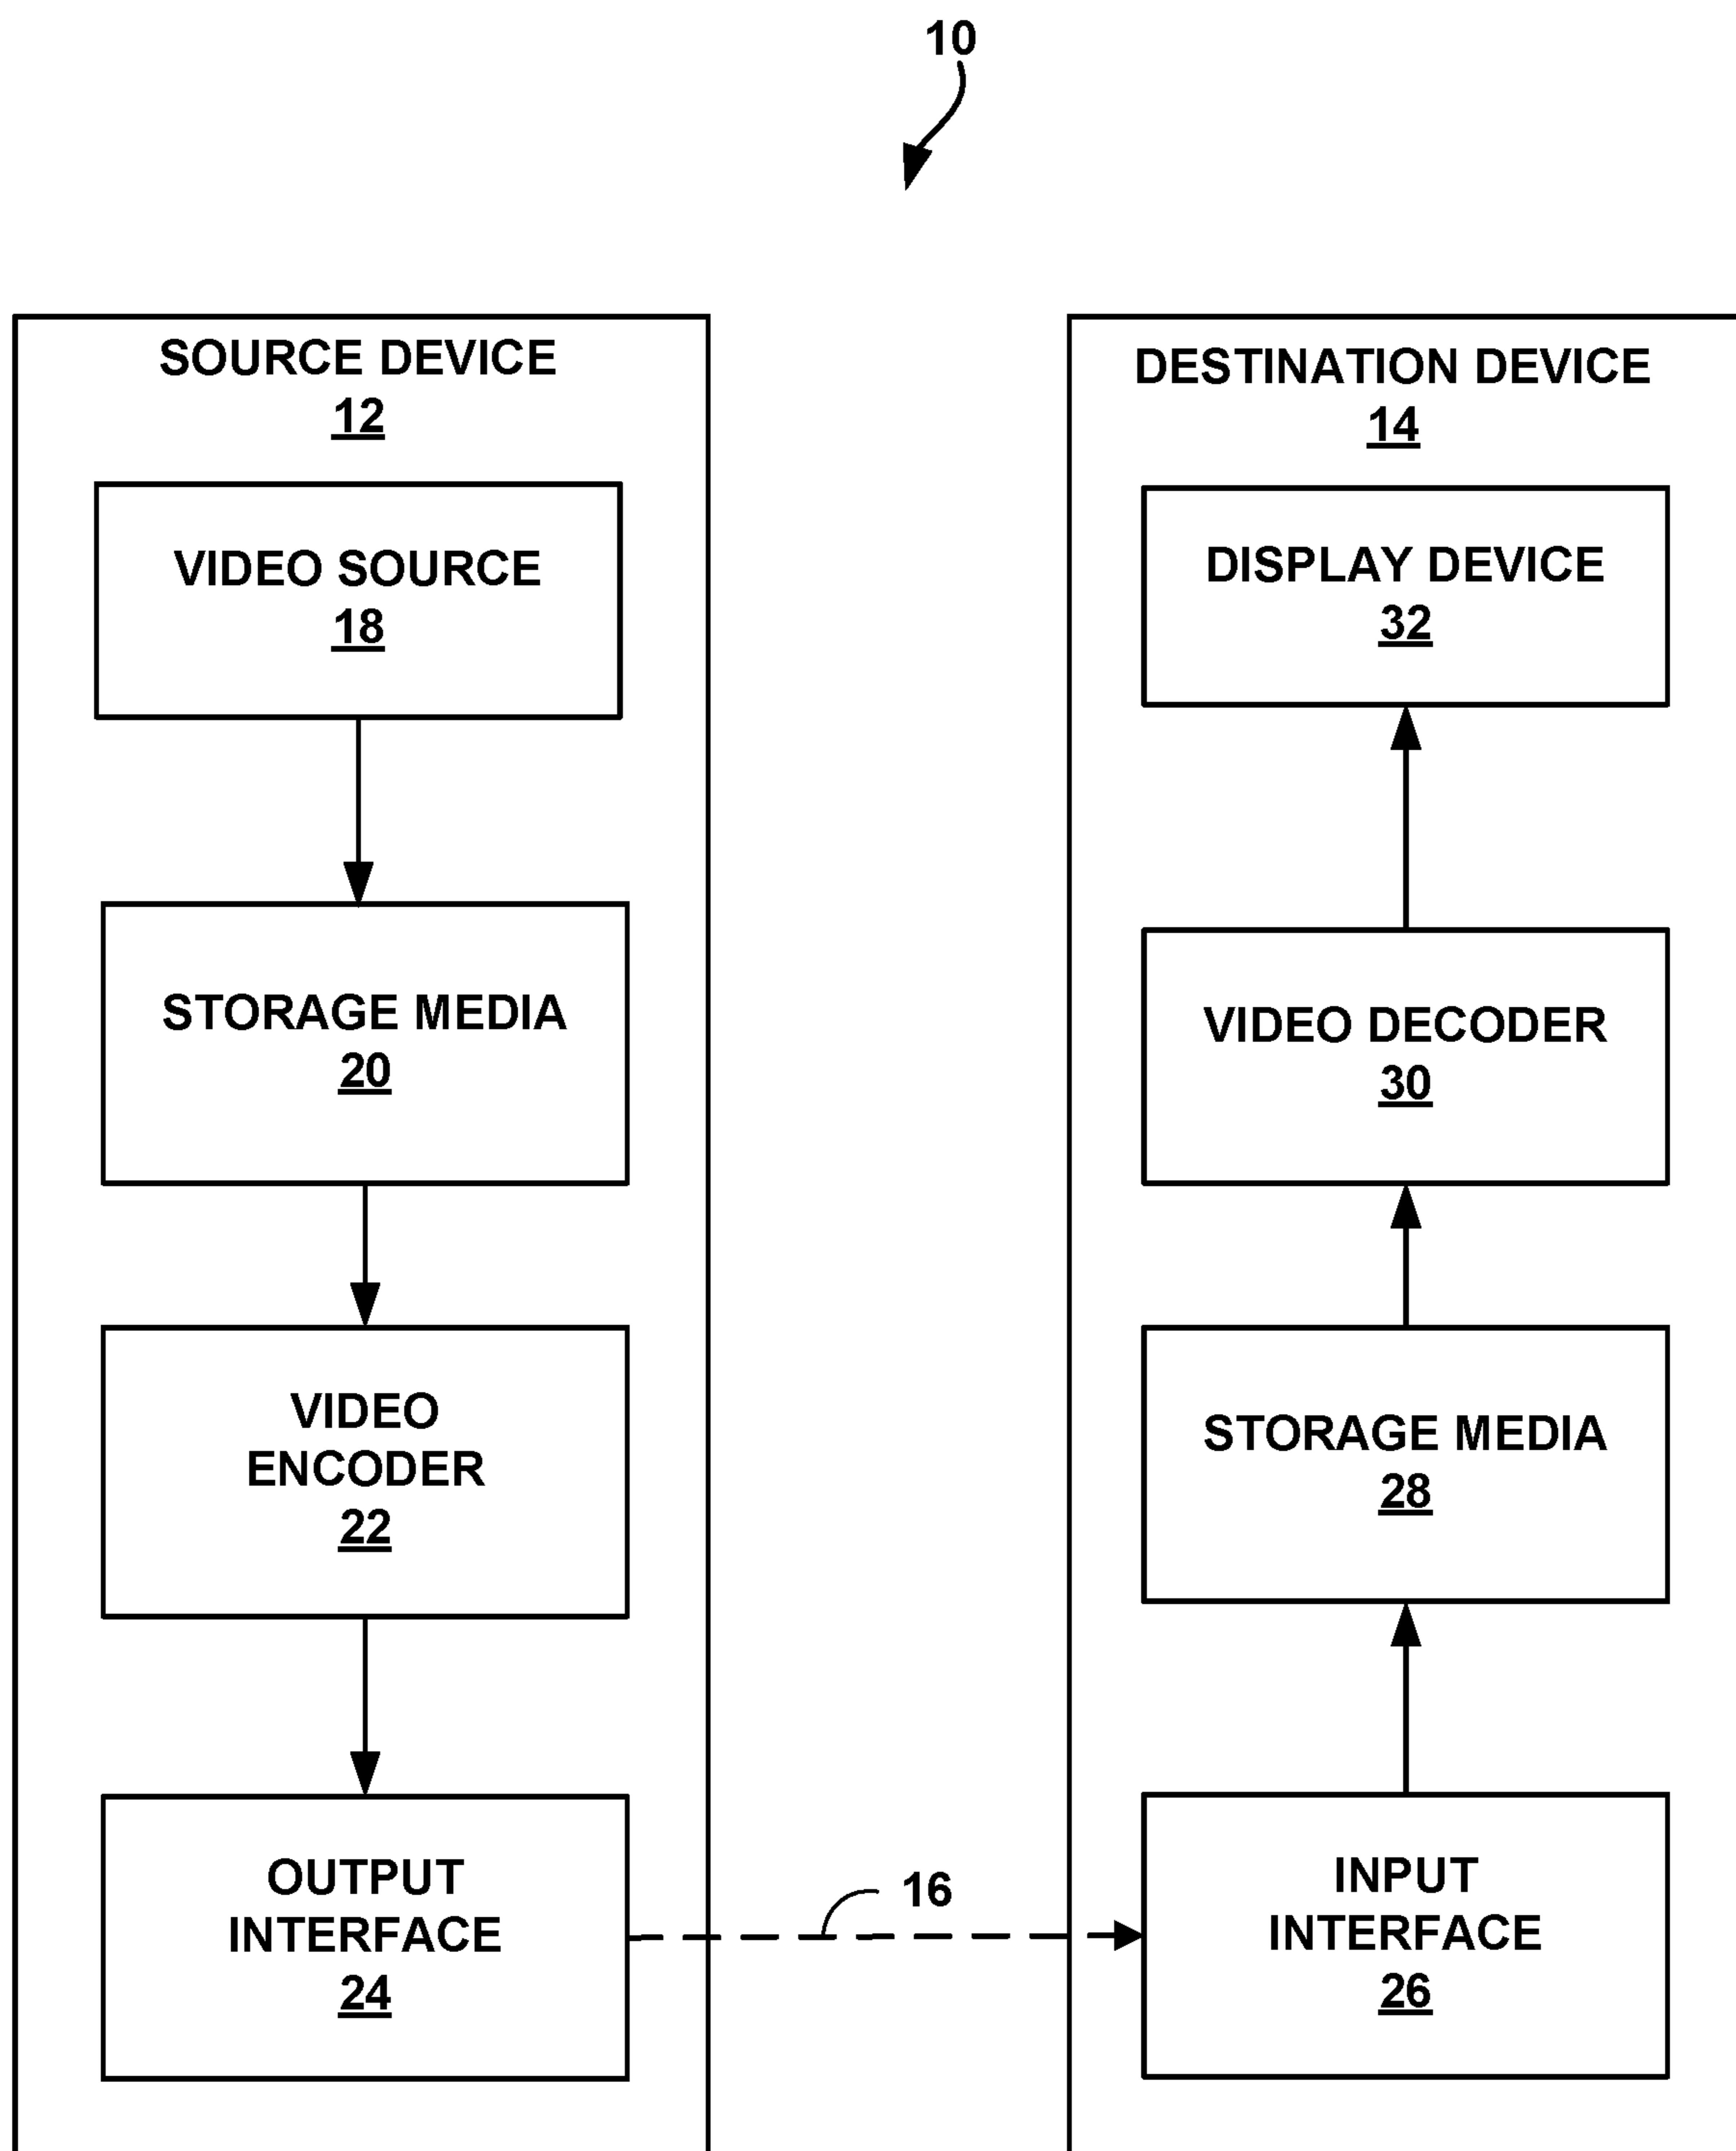 10
SOURCE DEVICE
12
VIDEO SOURCE
18
STORAGE MEDIA
20
VIDEO
ENCODER
22
OUTPUT
INTERFACE
24
16
DESTINATION DEVICE
14
DISPLAY DEVICE
32
VIDEO DECODER
30
STORAGE MEDIA
28
INPUT
INTERFACE
26